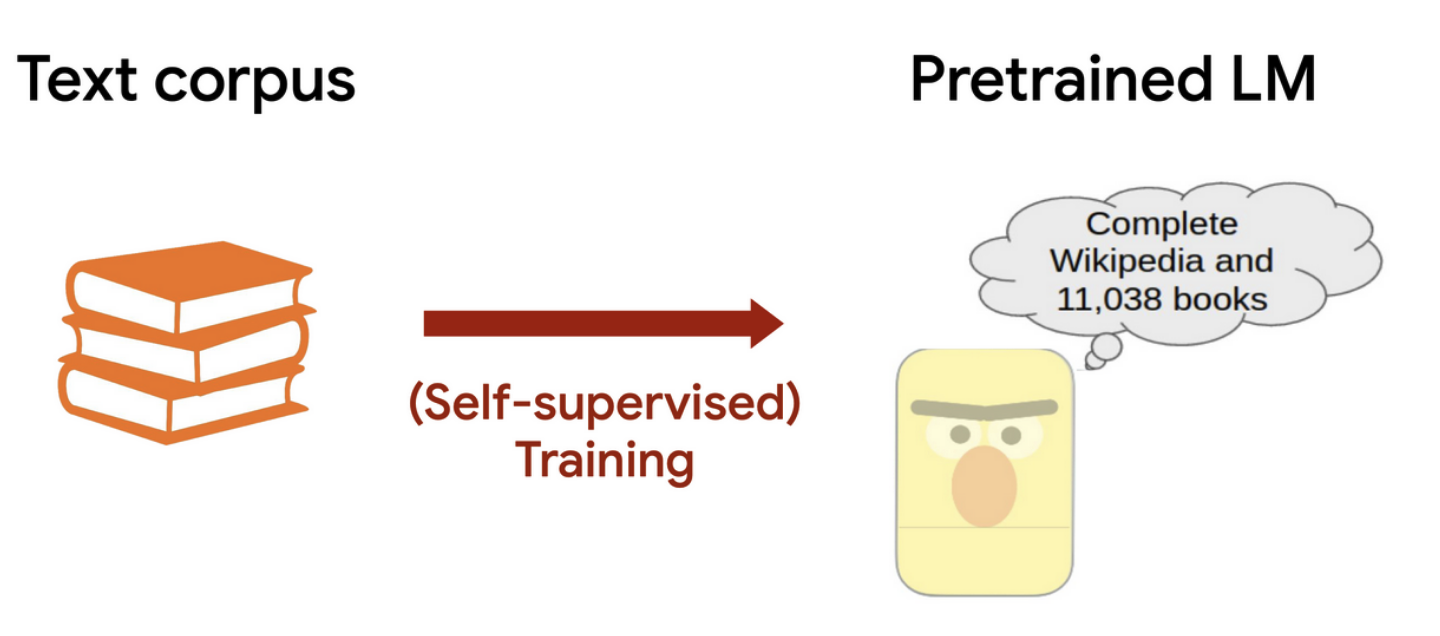 Text corpus
Pretrained LM
Complete
Wikipedia and
11,038 books
(Self-supervised)
Training